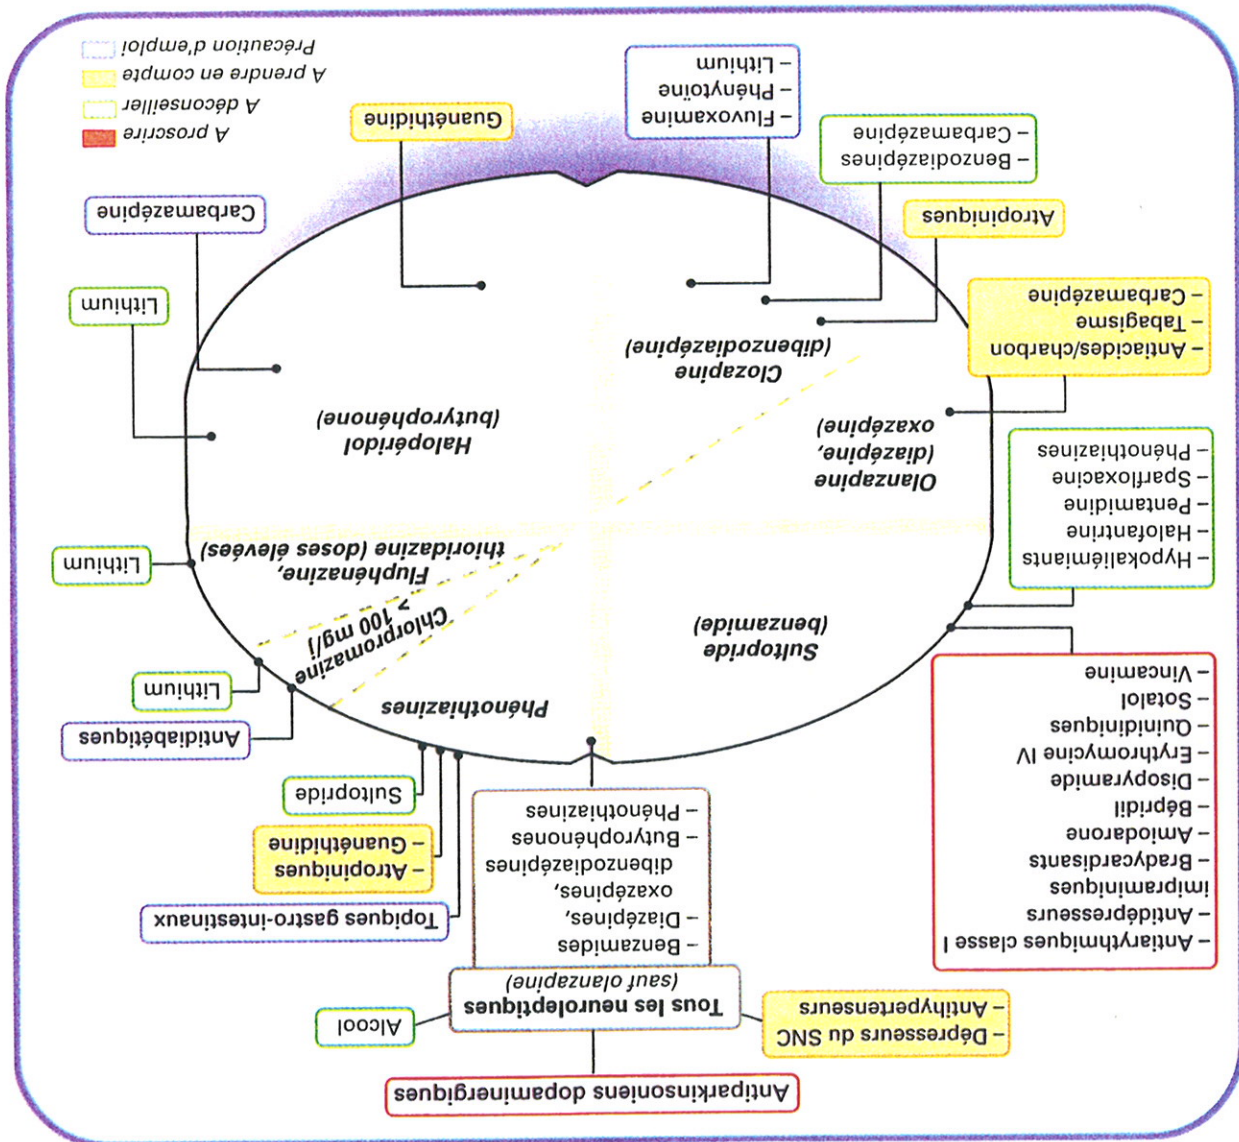 Antiparkinsoniens dopaminergiques
Tous les neuroleptiques
(sauf olanzapine)
– Benzamides
– Diazépines,
oxazépines,
dibenzodiazépines
– Butyrophénones
– Phénothiazines
– Dépresseurs du SNC
– Antihypertenseurs
Alcool
Topiques gastro-intestinaux
– Atropiniques
– Guanéthidine
Sultopride
Antidiabétiques
Lithium
Lithium
Lithium
Carbamazépine
Guanéthidine
– Antiarythmiques classe I
– Antidépresseurs
imipraminiques
– Bradycardisants
– Amiodarone
– Bépridil
– Disopyramide
– Erythromycine IV
– Quinidiniques
– Sotalol
– Vincamine
– Hypokaliémiants
– Halofantrine
– Pentamidine
– Sparfloxacine
– Phénothiazines
– Antiacides/charbon
– Tabagisme
– Carbamazépine
Atropiniques
– Benzodiazépines
– Carbamazépine
– Fluvoxamine
– Phénytoïne
– Lithium
Sultopride
(benzamide)
Phénothiazines
Chlorpromazine
> 100 mg/j
Fluphénazine,
thioridazine (doses élevées)
Olanzapine
(diazépine,
oxazépine)
Clozapine
(dibenzodiazépine)
Halopéridol
(butyrophénone)
A proscrire
A déconseiller
A prendre en compte
Précaution d'emploi